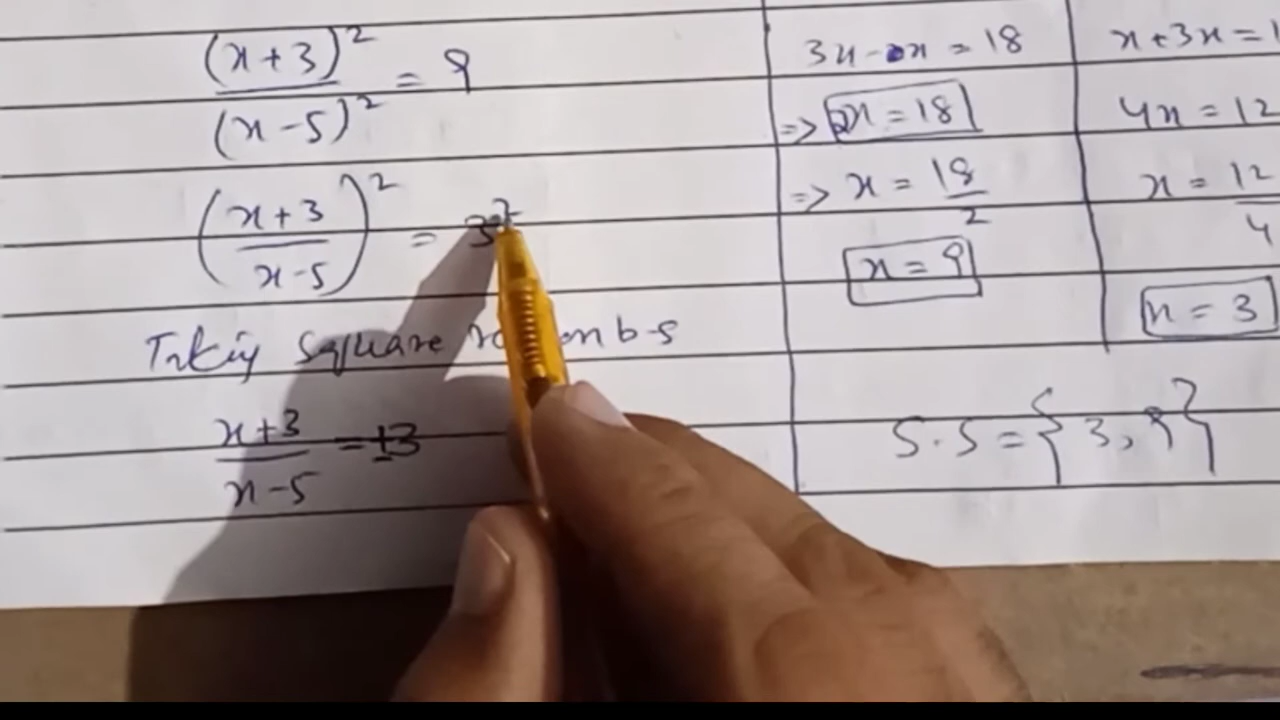 (x+3)² / (x-5)² = 9
((x+3) / (x-5))² = 3²
Taking Square on b-s
(x+3) / (x-5) = ±3
3x-x = 18
=> 2x = 18
=> x = 18/2
x = 9
x+3x = 1
4x = 12
x = 12/4
x = 3
S.S = {3, 9}